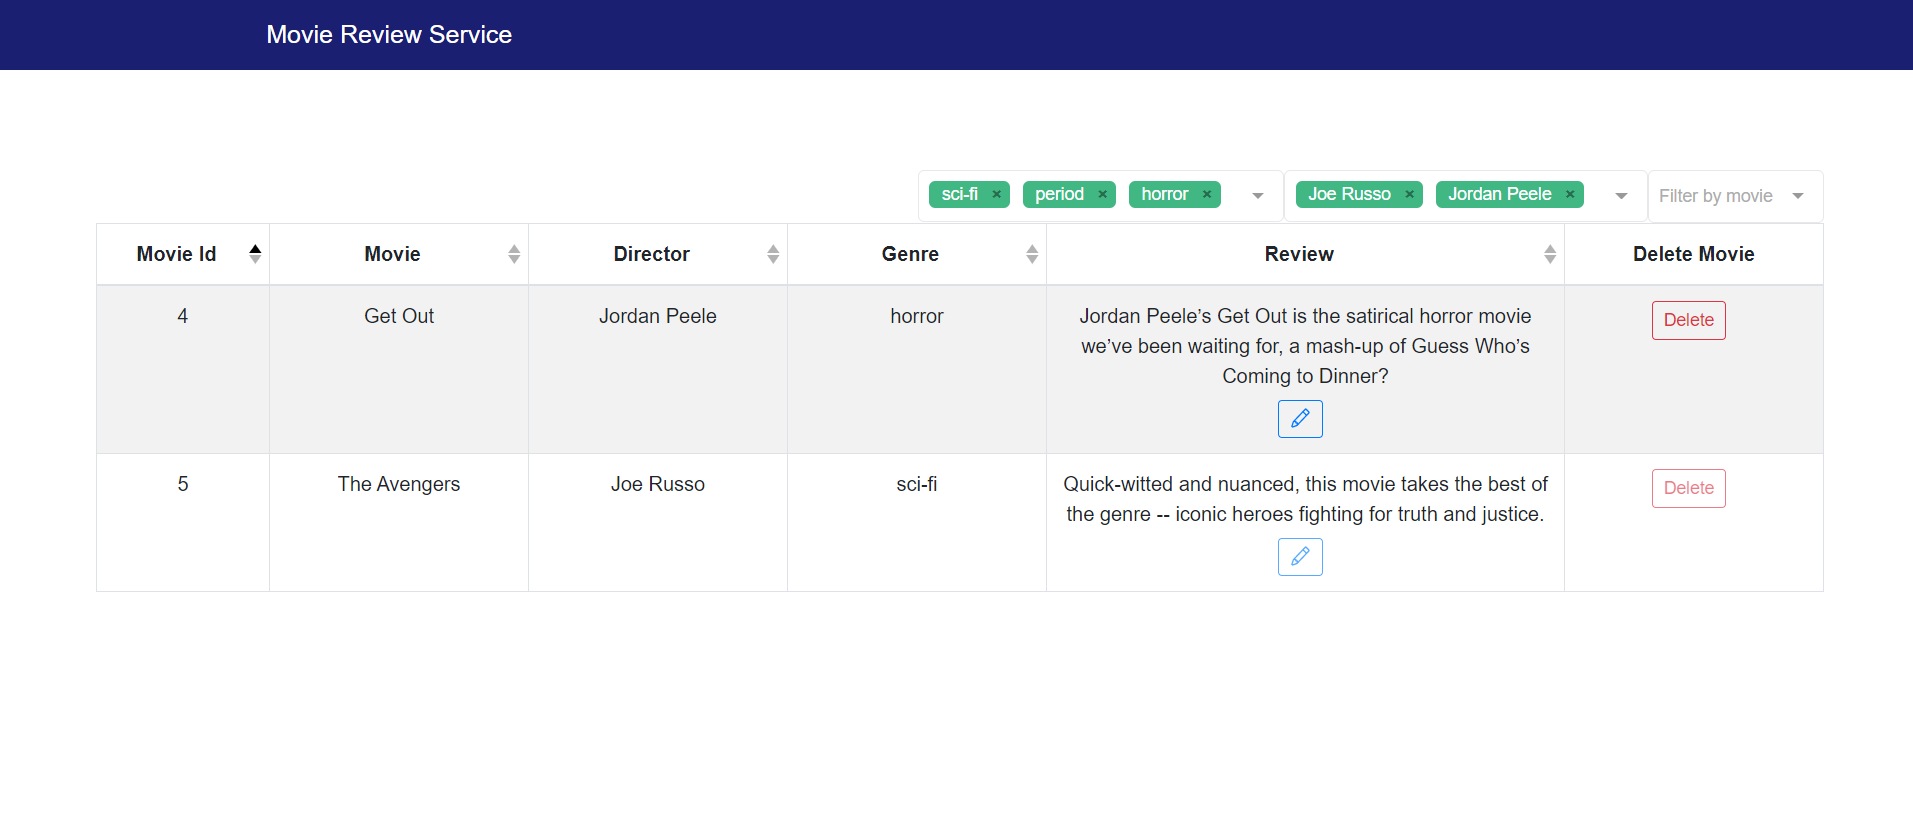 Movie Review Service
sci-fi × period × horror × Joe Russo × Jordan Peele × Filter by movie
Movie Id Movie Director Genre Review Delete Movie
4 Get Out Jordan Peele horror Jordan Peele’s Get Out is the satirical horror movie Delete
we’ve been waiting for, a mash-up of Guess Who’s
Coming to Dinner?
5 The Avengers Joe Russo sci-fi Quick-witted and nuanced, this movie takes the best of Delete
the genre -- iconic heroes fighting for truth and justice.